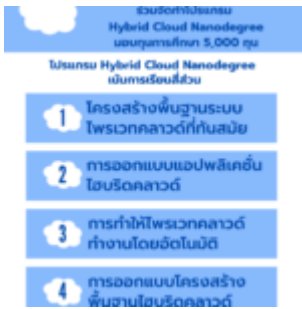 ร่วมจัดทำโปรแกรม
Hybrid Cloud Nanodegree
มอบทุนการศึกษา 5,000 ทุน
โปรแกรม Hybrid Cloud Nanodegree
เน้นการเรียนสี่ส่วน
1 โครงสร้างพื้นฐานระบบ
ไพรเวทคลาวด์ที่ทันสมัย
2 การออกแบบแอปพลิเคชั่น
ไฮบริดคลาวด์
3 การทำให้ไพรเวทคลาวด์
ทำงานโดยอัตโนมัติ
4 การออกแบบโครงสร้าง
พื้นฐานไฮบริดคลาวด์